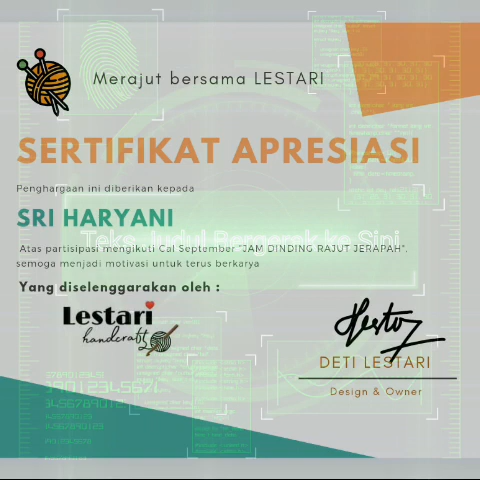 Merajut bersama LESTARI
SERTIFIKAT APRESIASI
Penghargaan ini diberikan kepada
SRI HARYANI
Teks Judul Bergerak ke Sini
Atas partisipasi mengikuti Cal September "JAM DINDING RAJUT JERAPAH".
semoga menjadi motivasi untuk terus berkarya
Yang diselenggarakan oleh :
Lestari
handcraft
DETI LESTARI
Design & Owner